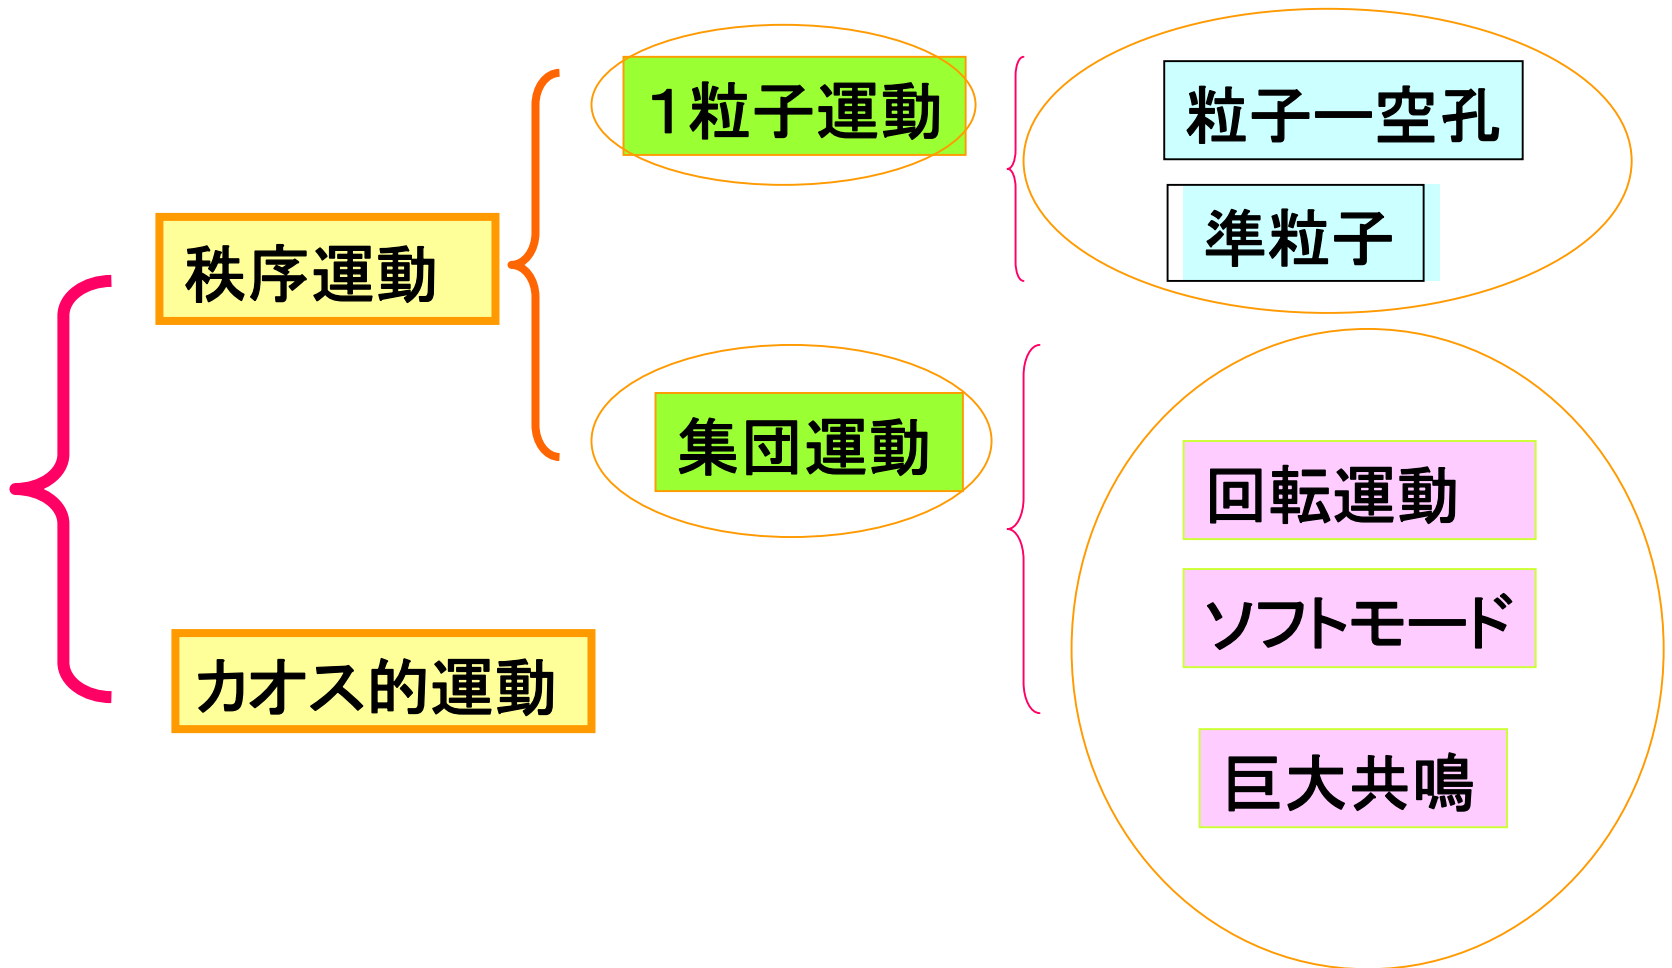 1粒子運動
粒子ー空孔
準粒子
秩序運動
集団運動
回転運動
ソフトモード
カオス的運動
巨大共鳴